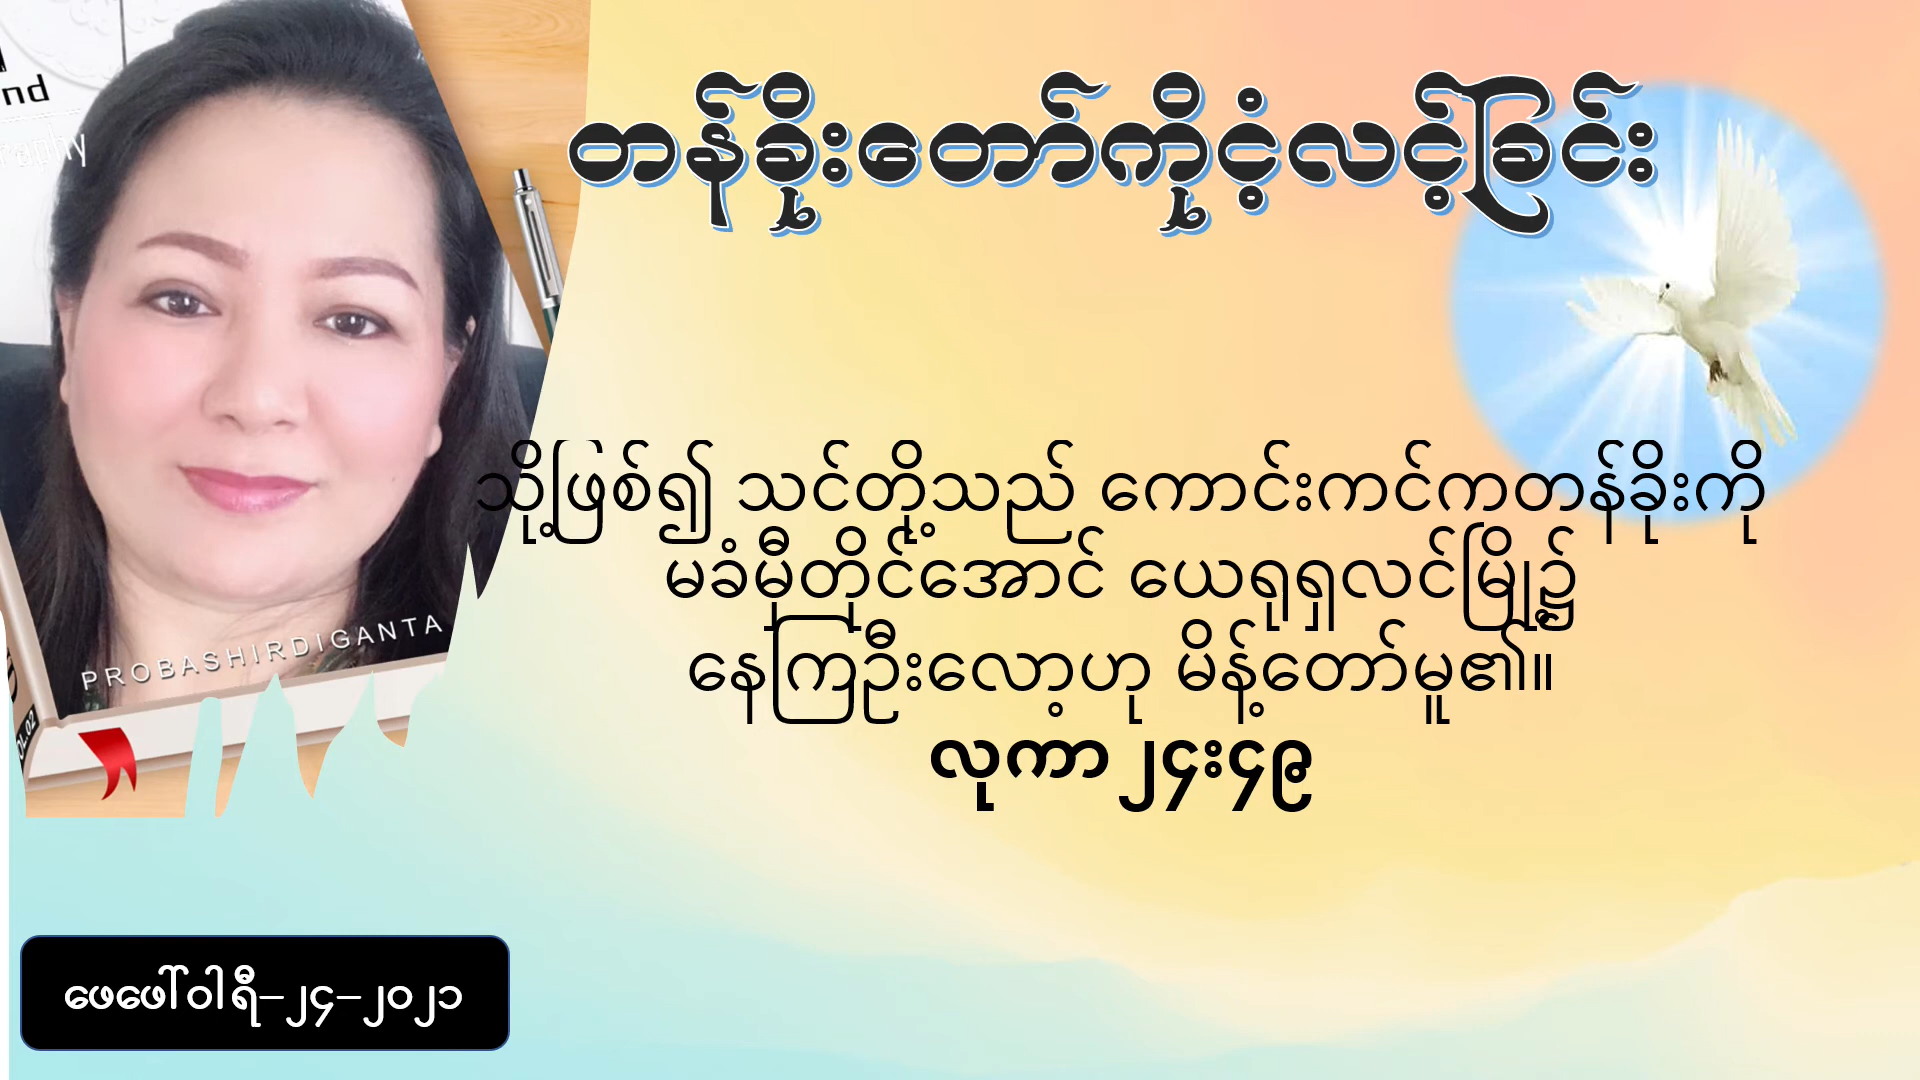 nd
raphy
တန်ခိုးတော်ကိုငံ့လင့်ခြင်း
သို့ဖြစ်၍ သင်တို့သည် ကောင်းကင်ကတန်ခိုးကို
မခံမှီတိုင်အောင် ယေရုရှလင်မြို့၌
နေကြဦးလော့ဟု မိန့်တော်မူ၏။
လုကာ ၂၄း၄၉
PROBASHIRDIGANTA
OL.02
ဖေဖေါ်ဝါရီ-၂၄-၂၀၂၁